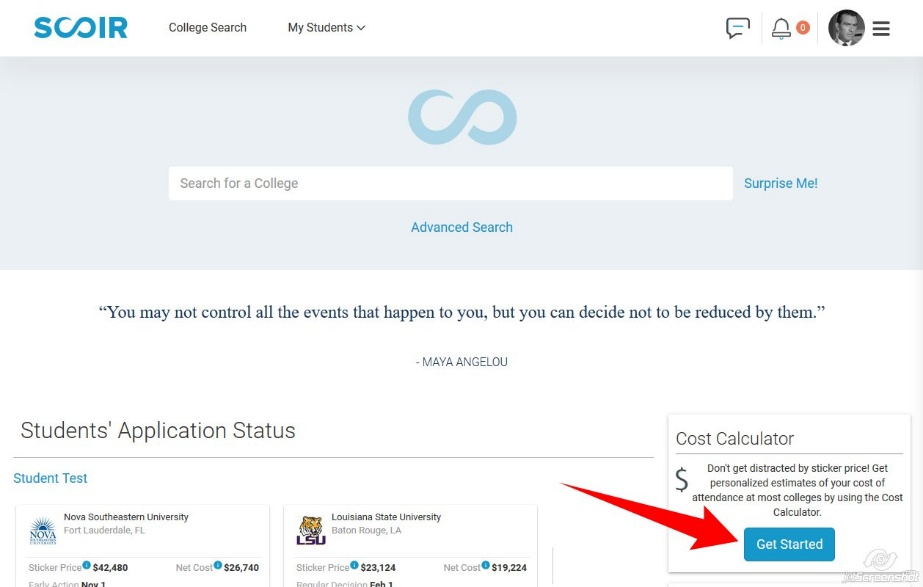 SCOIR
College Search
My Students
0
Search for a College
Surprise Me!
Advanced Search
“You may not control all the events that happen to you, but you can decide not to be reduced by them.”
- MAYA ANGELOU
Students' Application Status
Student Test
Nova Southeastern University
Fort Lauderdale, FL
NOVA
Sticker Price $42,480
Net Cost $26,740
Early Action Nov 1
Louisiana State University
Baton Rouge, LA
LSU
Sticker Price $23,124
Net Cost $19,224
Regular Decision Feb 1
Cost Calculator
$
Don't get distracted by sticker price! Get
personalized estimates of your cost of
attendance at most colleges by using the Cost
Calculator.
Get Started